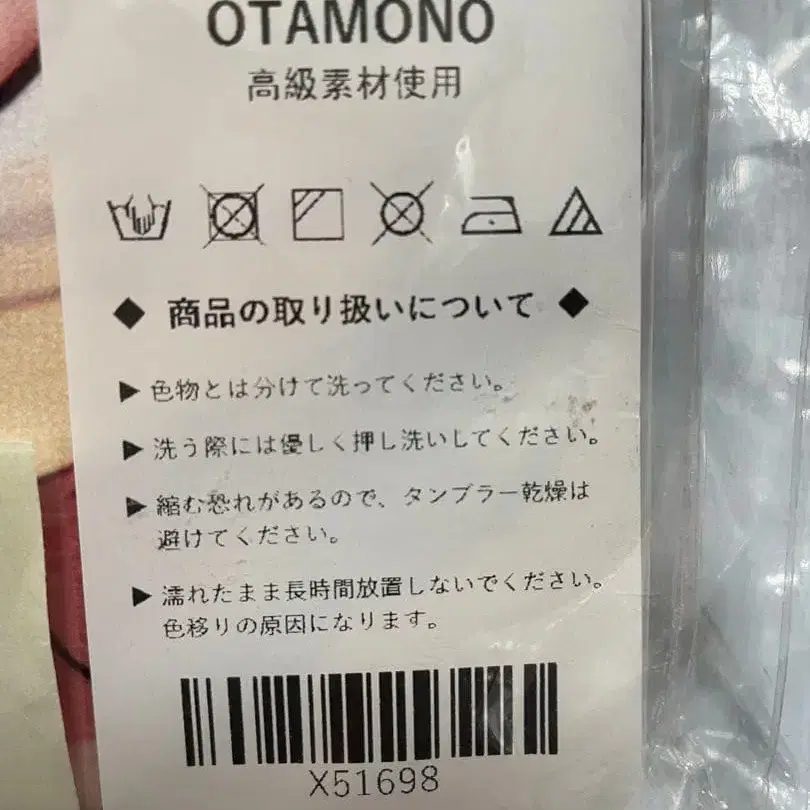 OTAMONO
高級素材使用
◆ 商品の取り扱いについて ◆
▶ 色物とは分けて洗ってください。
▶ 洗う際には優しく押し洗いしてください。
▶ 縮む恐れがあるので、タンブラー乾燥は
避けてください。
▶ 濡れたまま長時間放置しないでください。
色移りの原因になります。
X51698